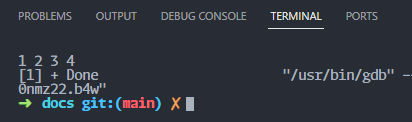 PROBLEMS OUTPUT DEBUG CONSOLE TERMINAL PORTS
1 2 3 4
[1] + Done "/usr/bin/gdb" --
0nmz22.b4w"
➜ docs git:(main) ✗